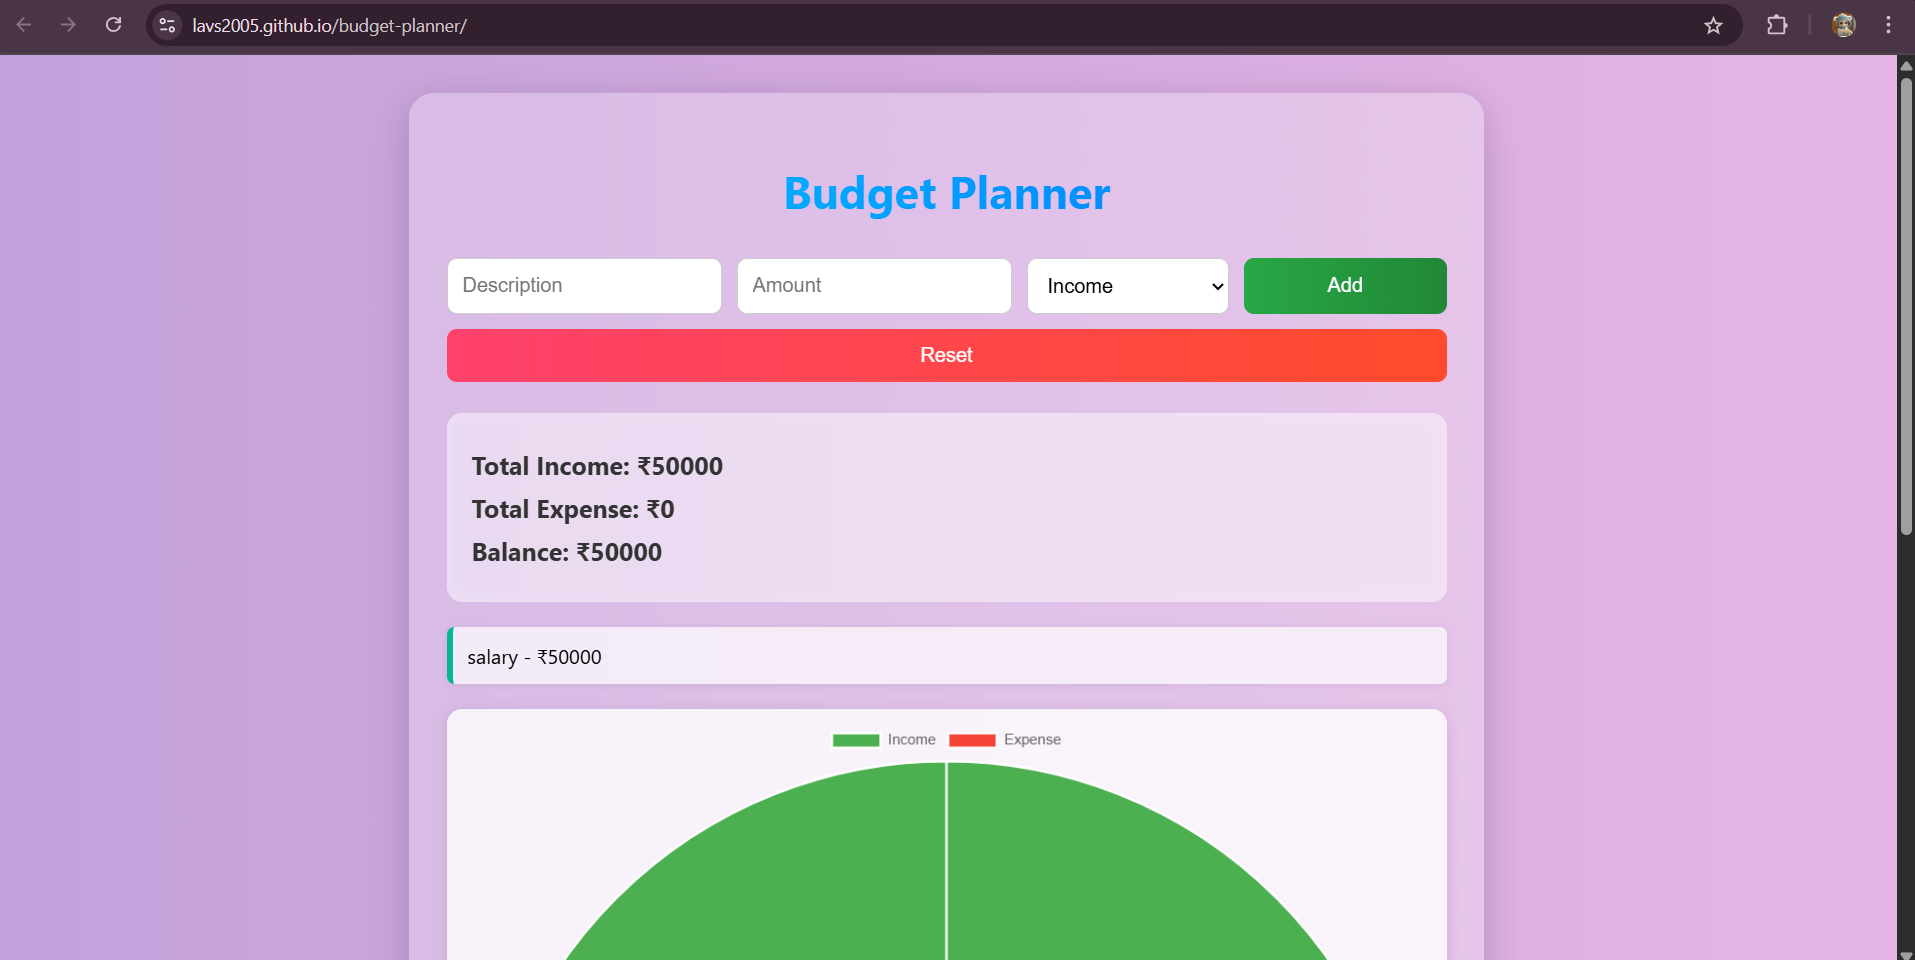 lavs2005.github.io/budget-planner/
Budget Planner
Description Amount Income Add
Reset
Total Income: ₹50000
Total Expense: ₹0
Balance: ₹50000
salary - ₹50000
Income Expense